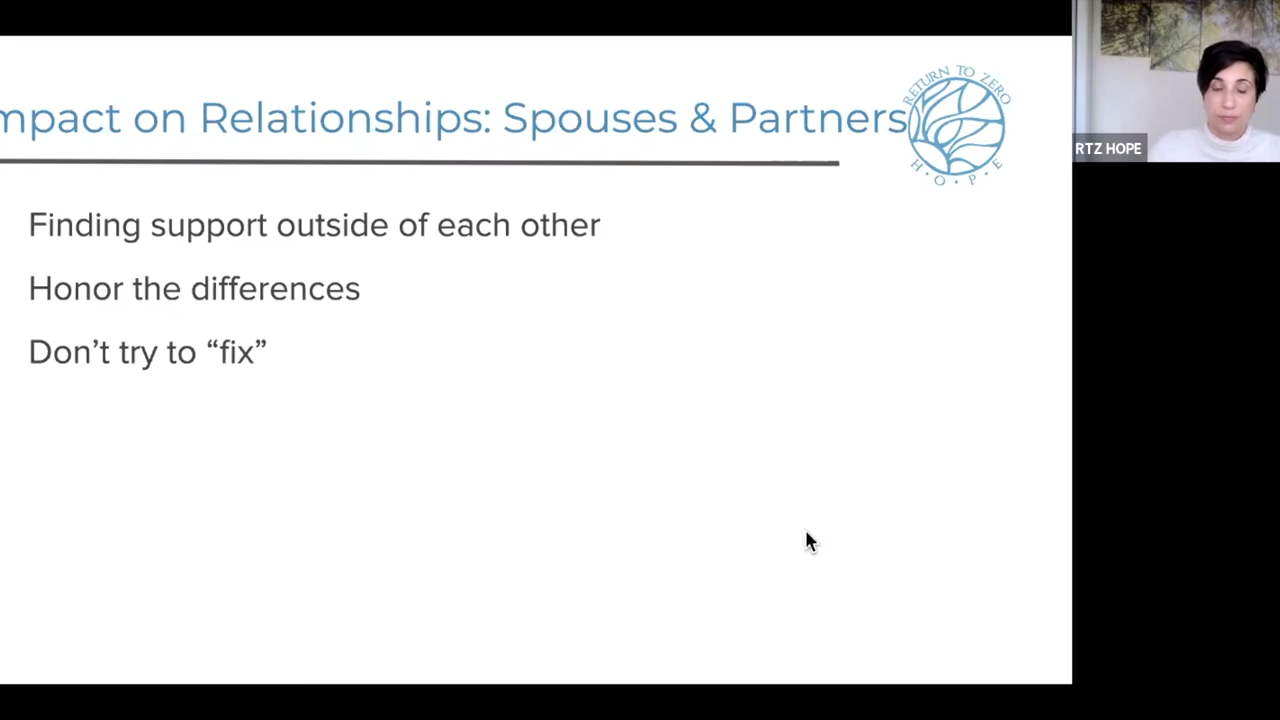 mpact on Relationships: Spouses & Partners
RETURN TO ZERO
H · O · P · E
RTZ HOPE
Finding support outside of each other
Honor the differences
Don’t try to “fix”